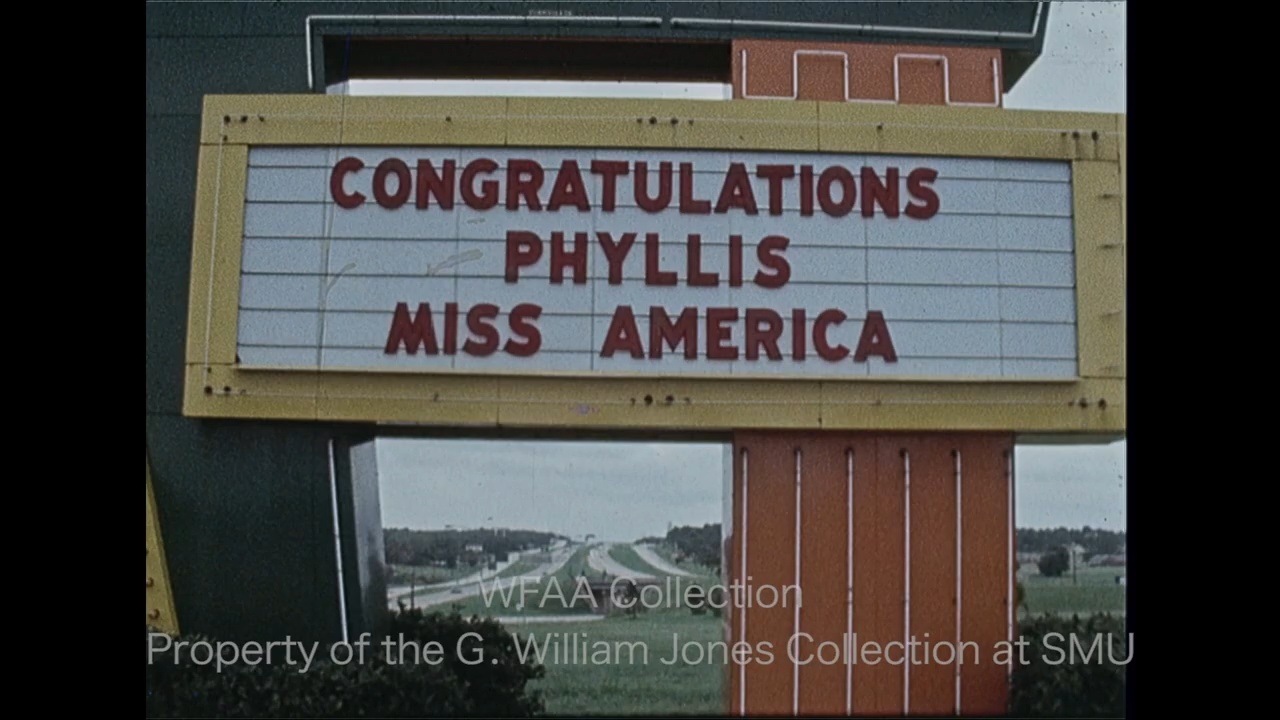 CONGRATULATIONS
PHYLLIS
MISS AMERICA
WFAA Collection
Property of the G. William Jones Collection at SMU